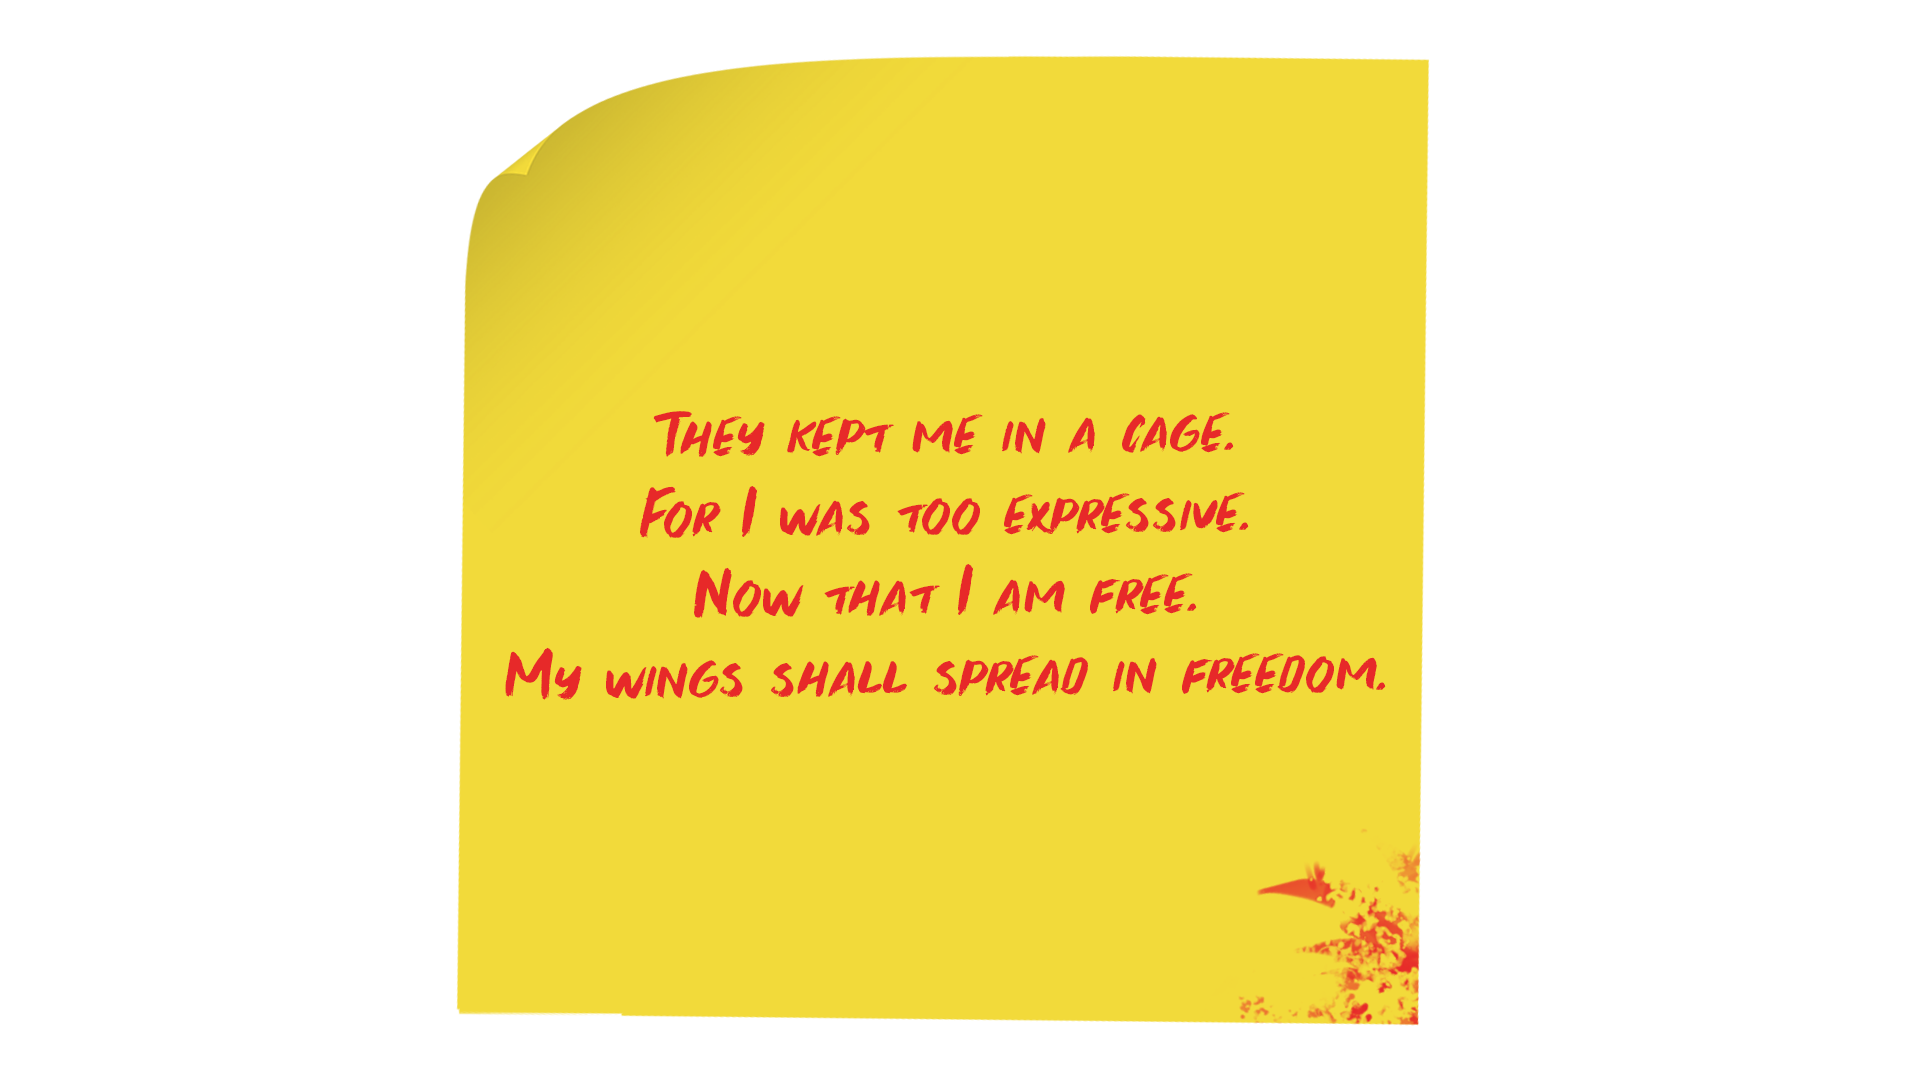 They kept me in a cage.
For I was too expressive.
Now that I am free.
My wings shall spread in freedom.